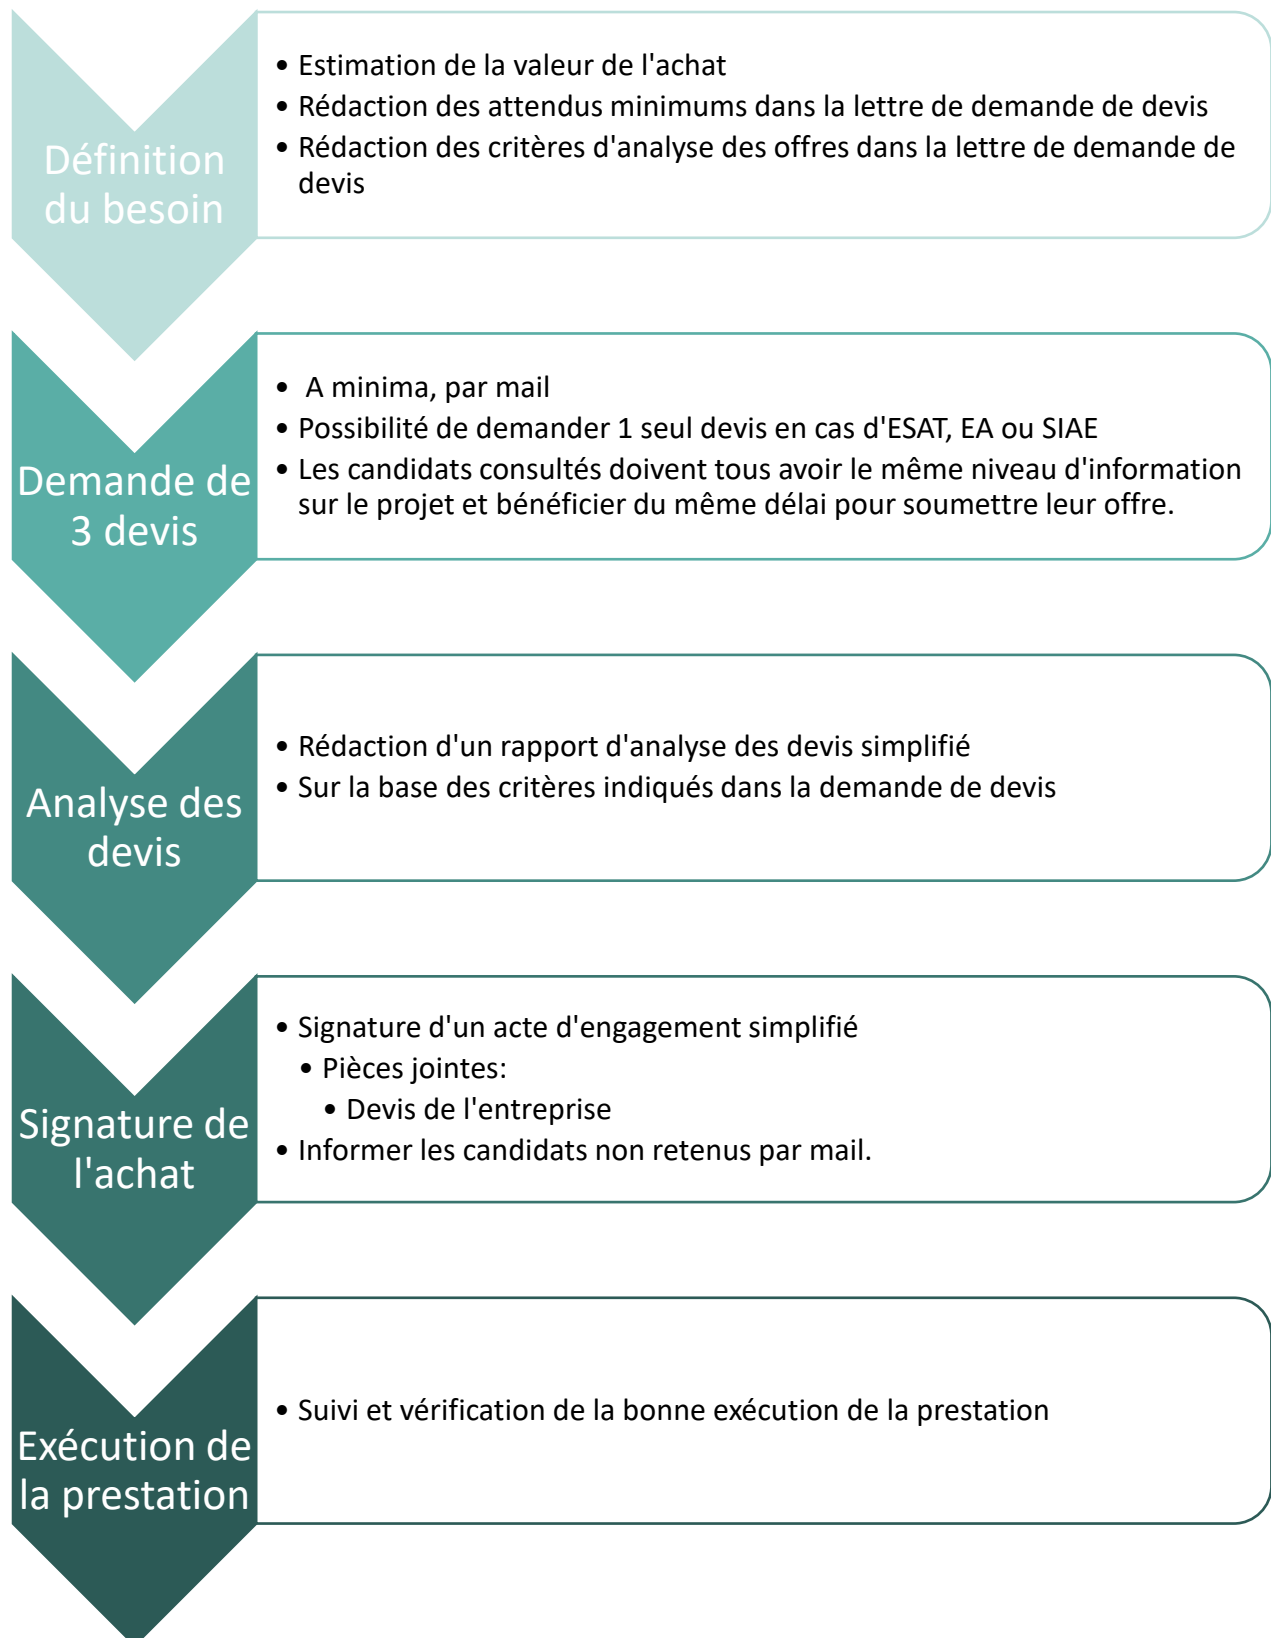 Définition
du besoin
• Estimation de la valeur de l'achat
• Rédaction des attendus minimums dans la lettre de demande de devis
• Rédaction des critères d'analyse des offres dans la lettre de demande de
devis
Demande de
3 devis
• A minima, par mail
• Possibilité de demander 1 seul devis en cas d'ESAT, EA ou SIAE
• Les candidats consultés doivent tous avoir le même niveau d'information
sur le projet et bénéficier du même délai pour soumettre leur offre.
Analyse des
devis
• Rédaction d'un rapport d'analyse des devis simplifié
• Sur la base des critères indiqués dans la demande de devis
Signature de
l'achat
• Signature d'un acte d'engagement simplifié
• Pièces jointes:
• Devis de l'entreprise
• Informer les candidats non retenus par mail.
Exécution de
la prestation
• Suivi et vérification de la bonne exécution de la prestation